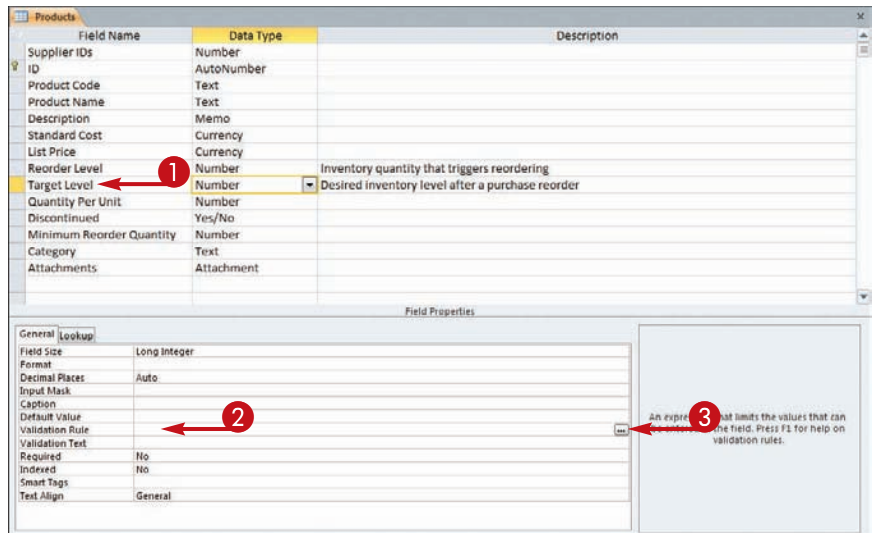 Products
Field Name Data Type Description
Supplier IDs Number
ID AutoNumber
Product Code Text
Product Name Text
Description Memo
Standard Cost Currency
List Price Currency
Reorder Level 1 Number Inventory quantity that triggers reordering
Target Level Number Desired inventory level after a purchase reorder
Quantity Per Unit Number
Discontinued Yes/No
Minimum Reorder Quantity Number
Category Text
Attachments Attachment
Field Properties
General Lookup
Field Size Long Integer
Format
Decimal Places Auto
Input Mask
Caption
Default Value
Validation Rule 2 ... 3
Validation Text
Required No
Indexed No
Smart Tags
Text Align General
An that limits the values that can
the field. Press F1 for help on
validation rules.